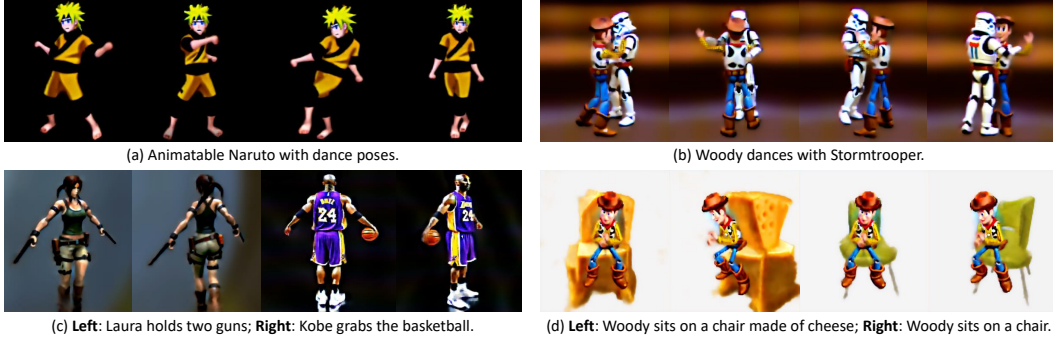 (a) Animatable Naruto with dance poses.
(b) Woody dances with Stormtrooper.
24
24
(c) Left: Laura holds two guns; Right: Kobe grabs the basketball.
(d) Left: Woody sits on a chair made of cheese; Right: Woody sits on a chair.